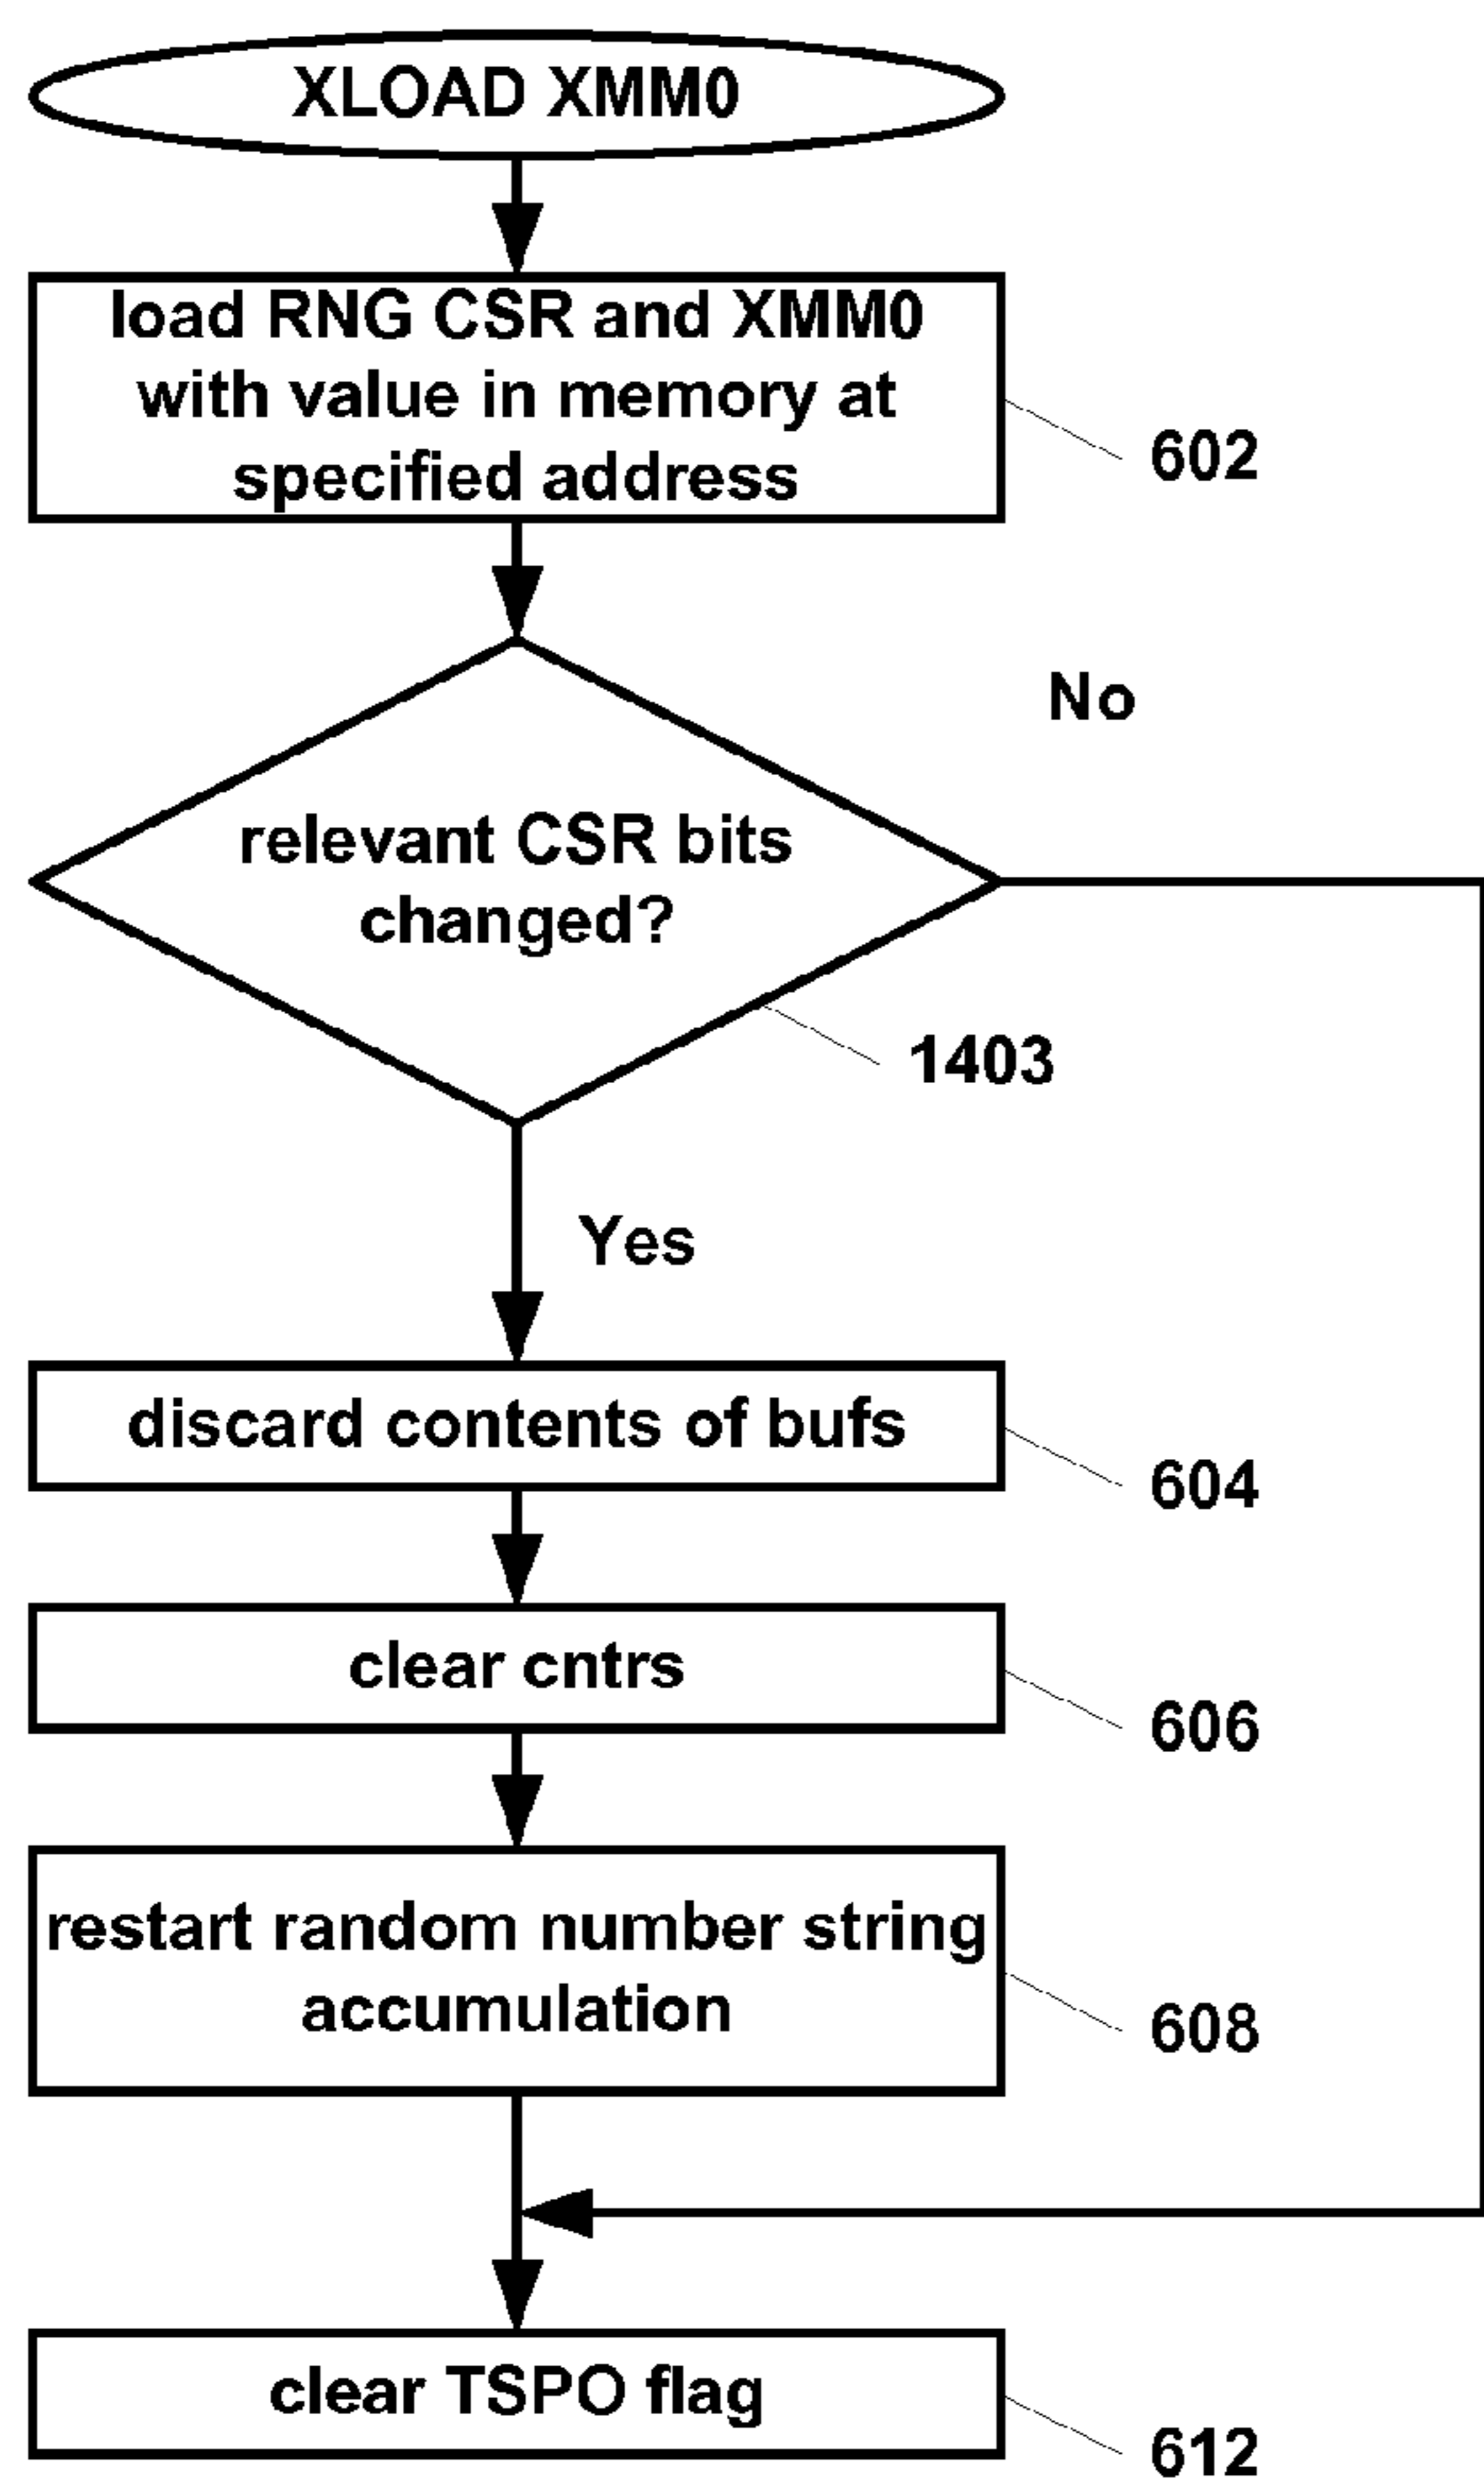 XLOAD XMM0
load RNG CSR and XMM0
with value in memory at
specified address
602
No
relevant CSR bits
changed?
1403
Yes
discard contents of bufs
604
clear cntrs
606
restart random number string
accumulation
608
clear TSPO flag
612